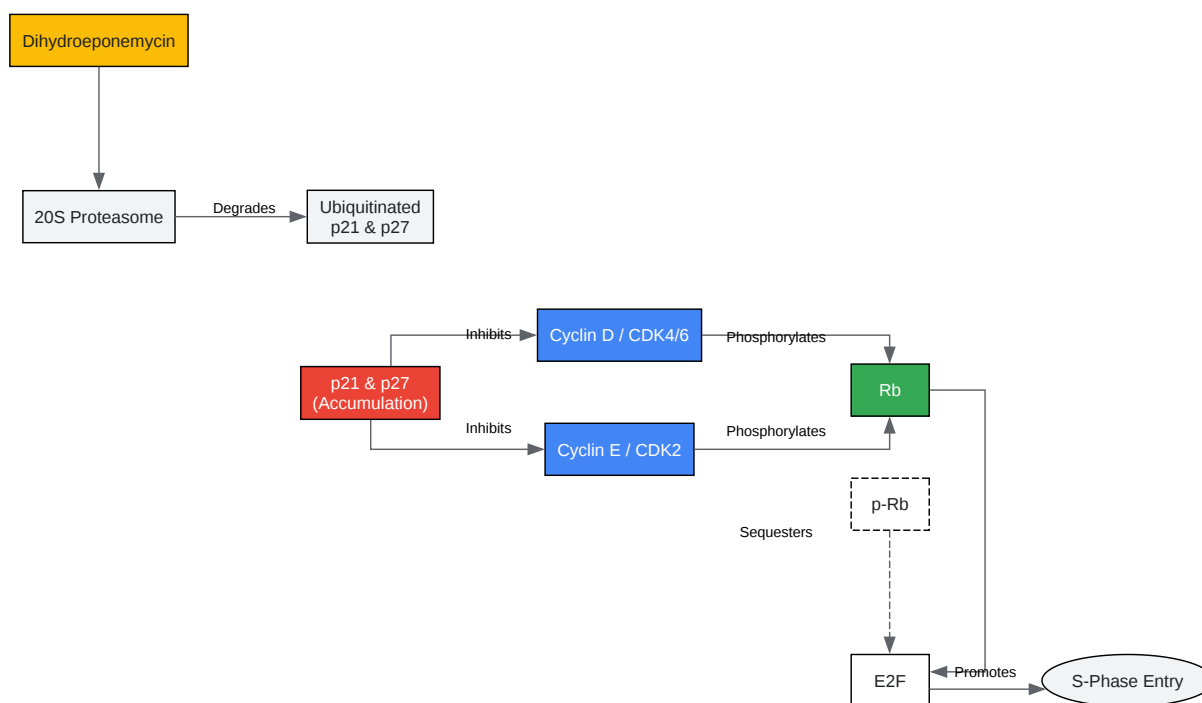 Dihydroeponemycin
20S Proteasome
Degrades
Ubiquitinated
p21 & p27
p21 & p27
(Accumulation)
Inhibits
Cyclin D / CDK4/6
Phosphorylates
Rb
Inhibits
Cyclin E / CDK2
Phosphorylates
p-Rb
Sequesters
E2F
Promotes
S-Phase Entry